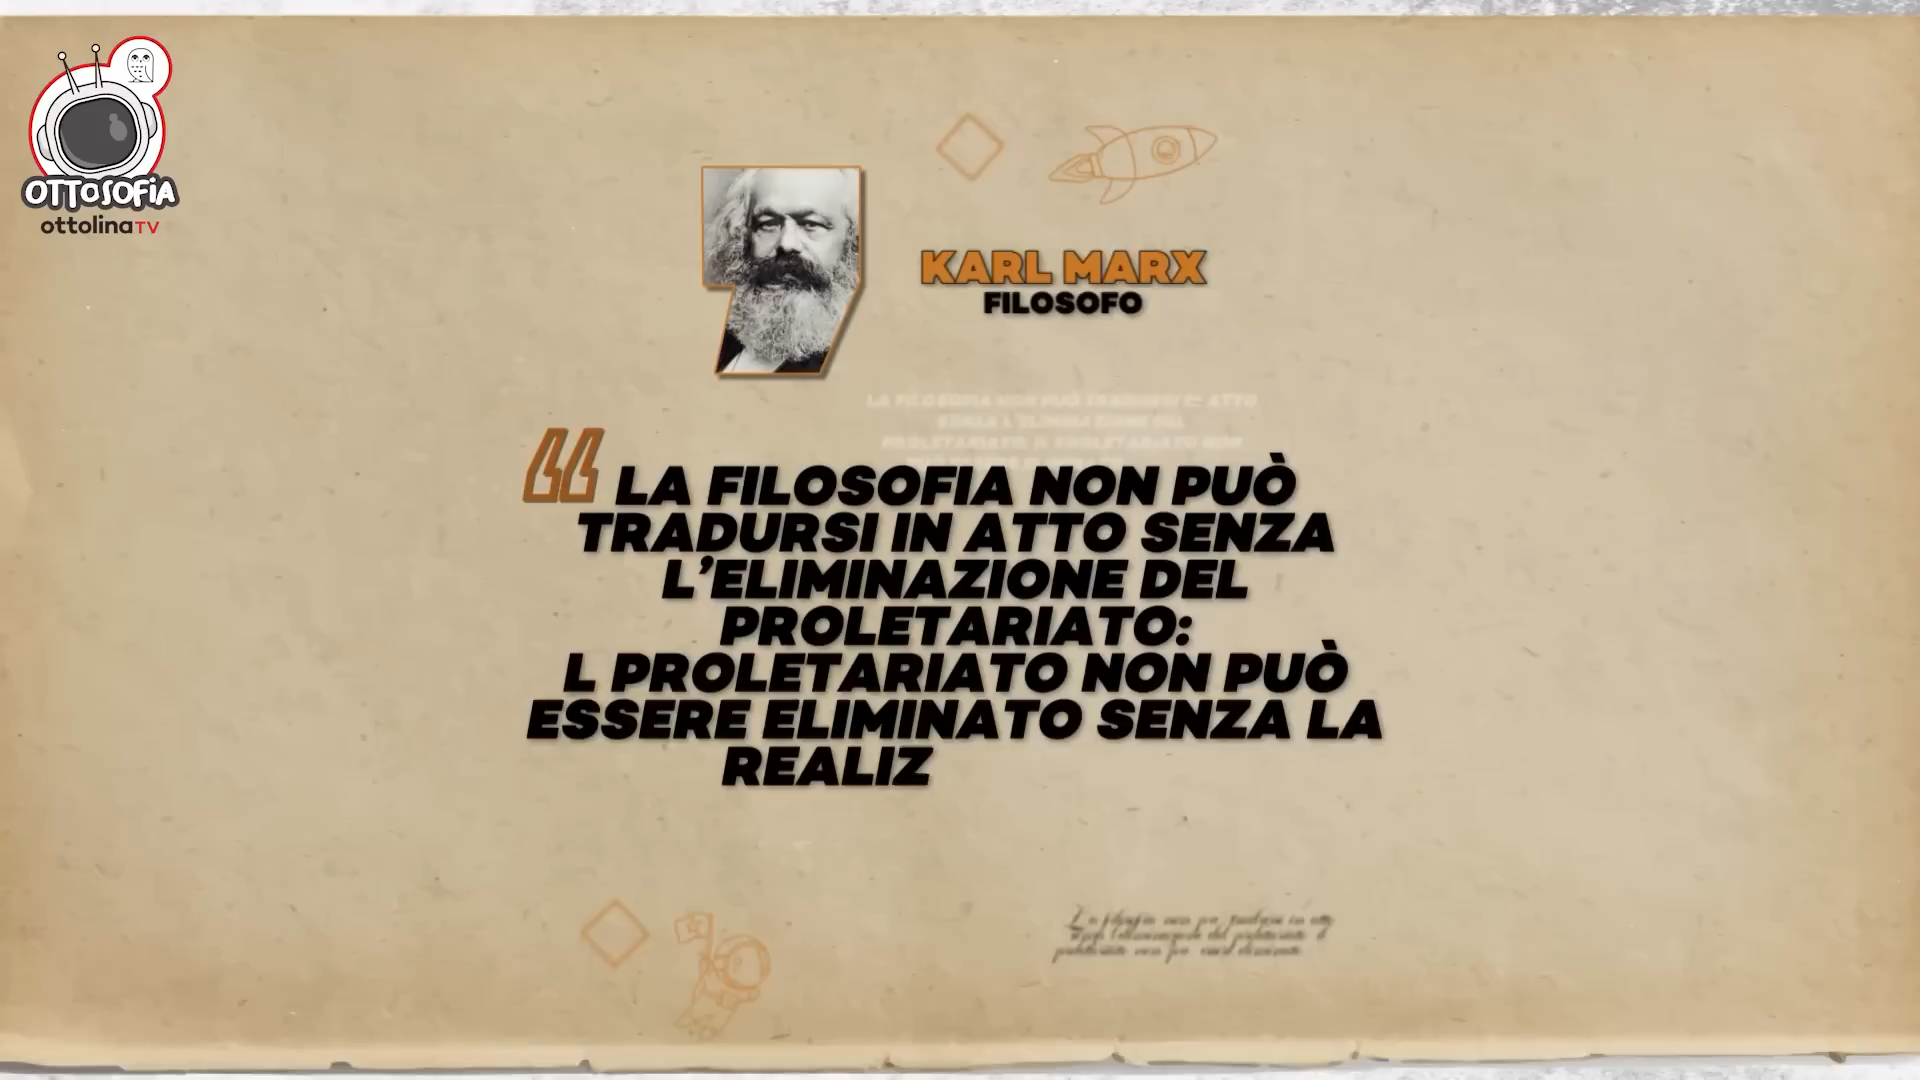 OTTOSOFIA
ottolinaTV
KARL MARX
FILOSOFO
“ LA FILOSOFIA NON PUÒ
TRADURSI IN ATTO SENZA
L’ELIMINAZIONE DEL
PROLETARIATO:
L PROLETARIATO NON PUÒ
ESSERE ELIMINATO SENZA LA
REALIZ